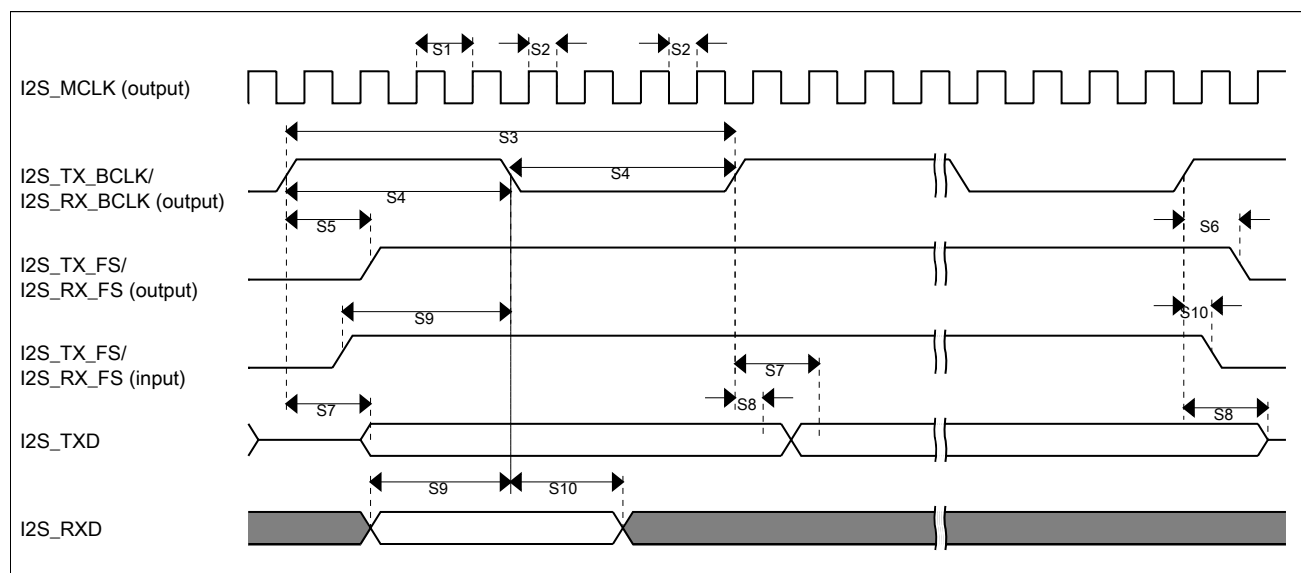 S1
S2
S2
I2S_MCLK (output)
S3
I2S_TX_BCLK/
I2S_RX_BCLK (output)
S4
S4
S5
S6
I2S_TX_FS/
I2S_RX_FS (output)
S9
S10
I2S_TX_FS/
I2S_RX_FS (input)
S7
S7
S8
S8
I2S_TXD
S9
S10
I2S_RXD